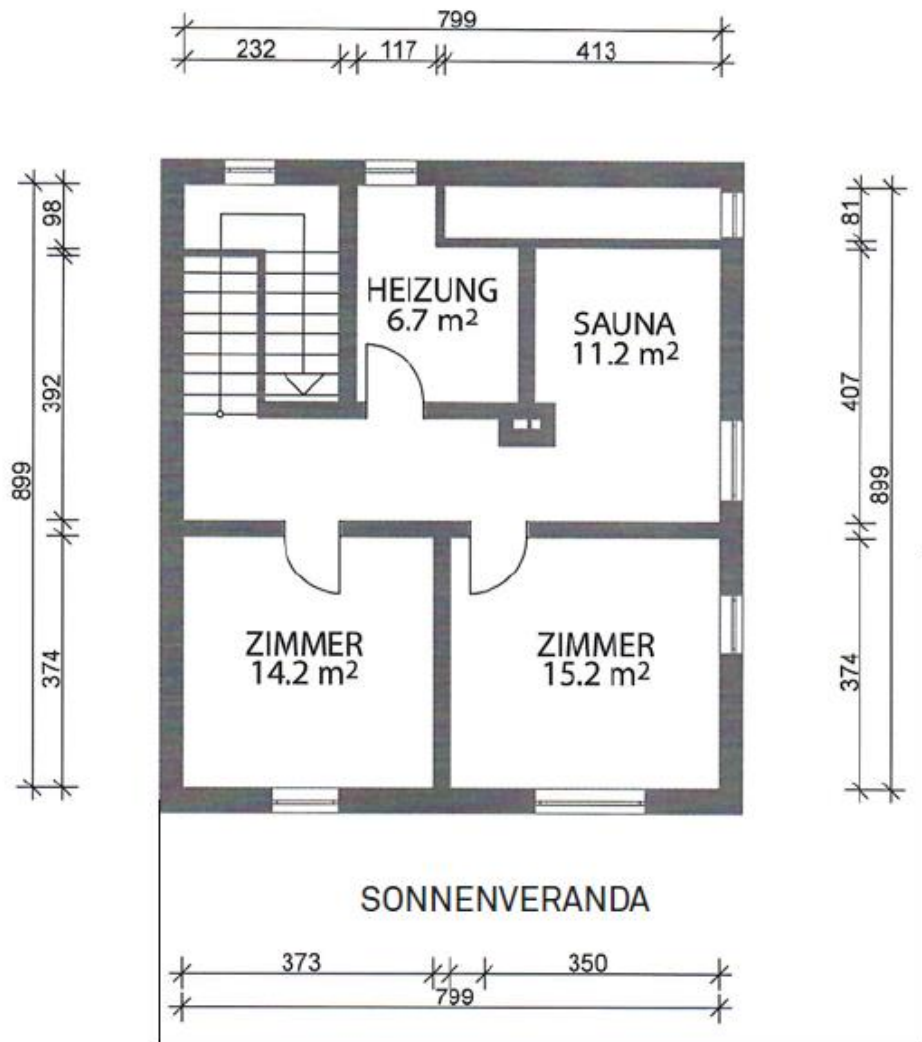 799
232 117 413
98
392
899
374
81
407
899
374
HEIZUNG
6.7 m²
SAUNA
11.2 m²
ZIMMER
14.2 m²
ZIMMER
15.2 m²
SONNENVERANDA
373 350
799